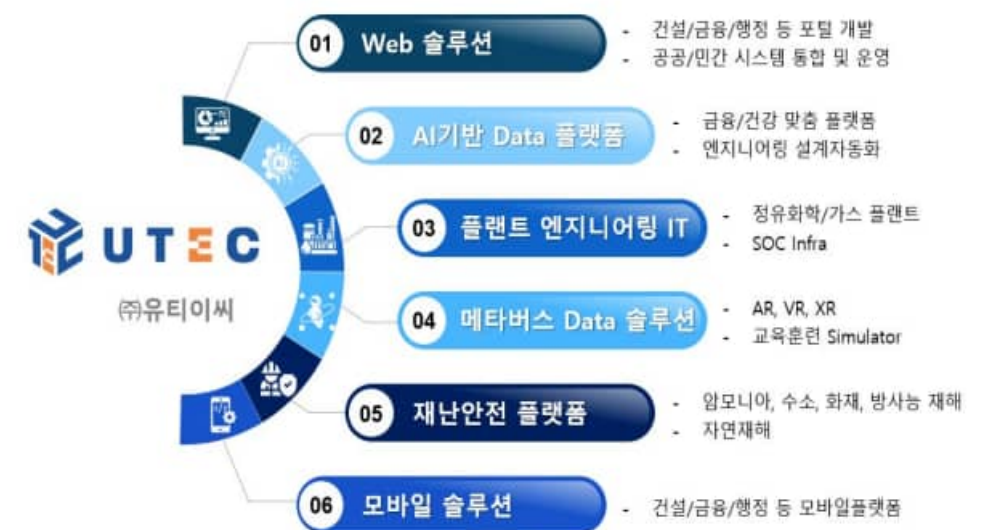 01 Web 솔루션
- 건설/금융/행정 등 포털 개발
- 공공/민간 시스템 통합 및 운영
02 AI기반 Data 플랫폼
- 금융/건강 맞춤 플랫폼
- 엔지니어링 설계자동화
UTEC
㈜유티이씨
03 플랜트 엔지니어링 IT
- 정유화학/가스 플랜트
- SOC Infra
04 메타버스 Data 솔루션
- AR, VR, XR
- 교육훈련 Simulator
05 재난안전 플랫폼
- 암모니아, 수소, 화재, 방사능 재해
- 자연재해
06 모바일 솔루션
- 건설/금융/행정 등 모바일플랫폼